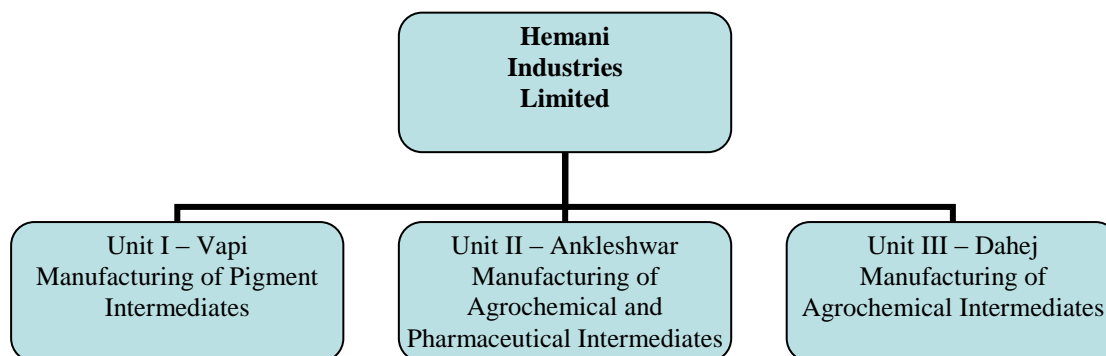 Hemani
Industries
Limited
Unit I – Vapi
Manufacturing of Pigment
Intermediates
Unit II – Ankleshwar
Manufacturing of
Agrochemical and
Pharmaceutical Intermediates
Unit III – Dahej
Manufacturing of
Agrochemical Intermediates